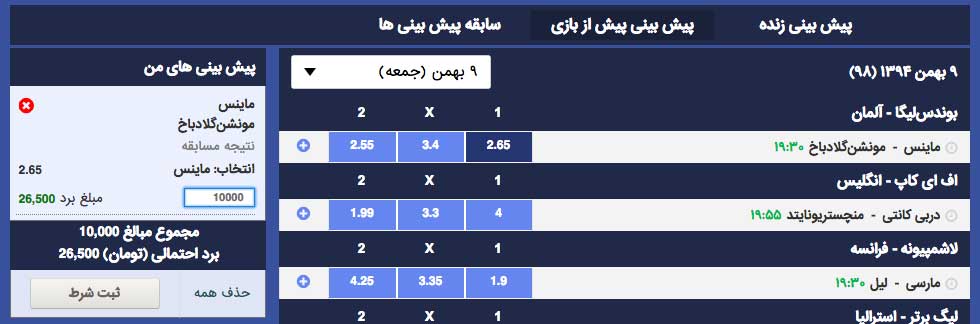 پیش بینی زنده
پیش بینی پیش از بازی
سابقه پیش بینی ها
۹ بهمن ۱۳۹۴ (۹۸)
۹ بهمن (جمعه)
بوندس‌لیگا - آلمان 1 X 2
ماینس - مونشن‌گلادباخ ۱۹:۳۰ 2.65 3.4 2.55
اف ای کاپ - انگلیس 1 X 2
دربی کانتی - منچستریونایتد ۱۹:۵۵ 4 3.3 1.99
لاشمپیونه - فرانسه 1 X 2
مارسی - لیل ۱۹:۳۰ 1.9 3.35 4.25
لیگ برتر - استرالیا 1 X 2
پیش بینی های من
ماینس
مونشن‌گلادباخ
نتیجه مسابقه
انتخاب: ماینس 2.65
10000 مبلغ برد 26,500
مجموع مبالغ 10,000
برد احتمالی (تومان) 26,500
حذف همه
ثبت شرط